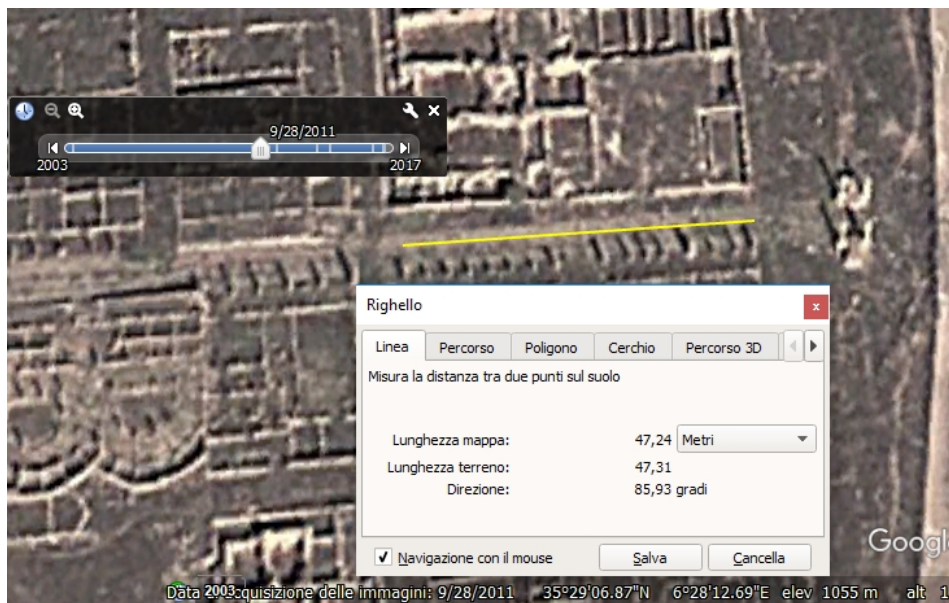 9/28/2011
2003
2017
Righello
x
Linea
Percorso
Poligono
Cerchio
Percorso 3D
Misura la distanza tra due punti sul suolo
Lunghezza mappa: 47,24 Metri
Lunghezza terreno: 47,31
Direzione: 85,93 gradi
Navigazione con il mouse
Salva
Cancella
Google
2003
Data acquisizione delle immagini: 9/28/2011 35°29'06.87"N 6°28'12.69"E elev 1055 m alt